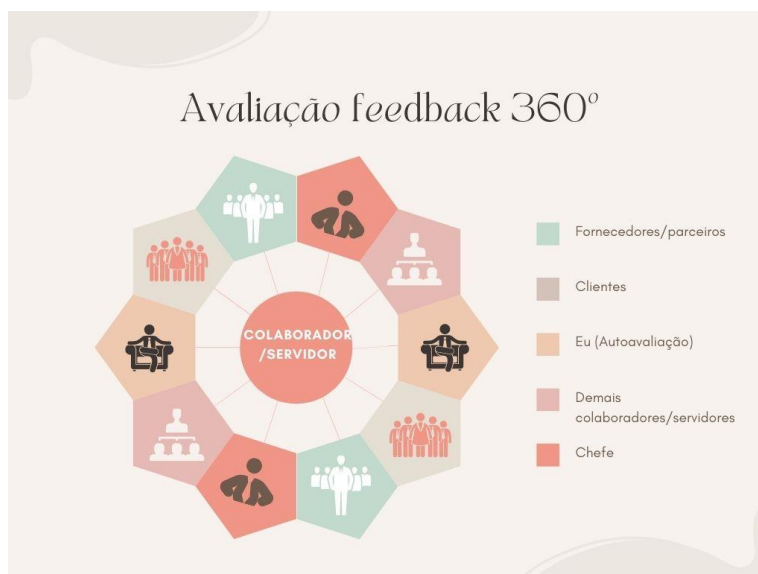 Avaliação feedback 360º
COLABORADOR
/SERVIDOR
Fornecedores/parceiros
Clientes
Eu (Autoavaliação)
Demais
colaboradores/servidores
Chefe